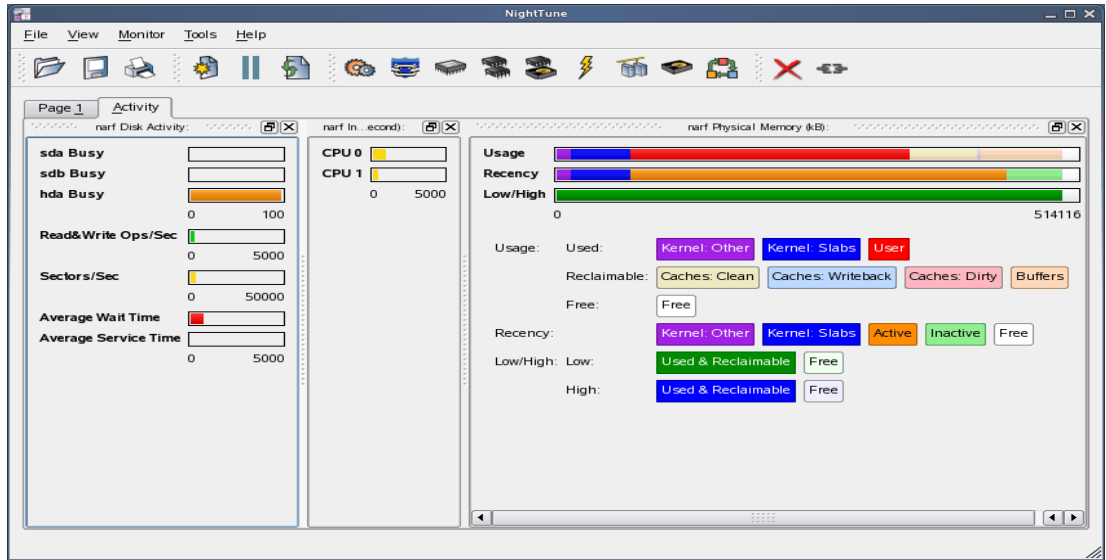 NightTune
File View Monitor Tools Help
Page 1 Activity
narf Disk Activity:
sda Busy
sdb Busy
hda Busy
0 100
Read&Write Ops/Sec
0 5000
Sectors/Sec
0 50000
Average Wait Time
Average Service Time
0 5000
narf In...econd):
CPU 0
CPU 1
0 5000
narf Physical Memory (kB):
Usage
Recency
Low/High
0 514116
Usage: Used: Kernel: Other Kernel: Slabs User
Reclaimable: Caches: Clean Caches: Writeback Caches: Dirty Buffers
Free: Free
Recency: Kernel: Other Kernel: Slabs Active Inactive Free
Low/High: Low: Used & Reclaimable Free
High: Used & Reclaimable Free